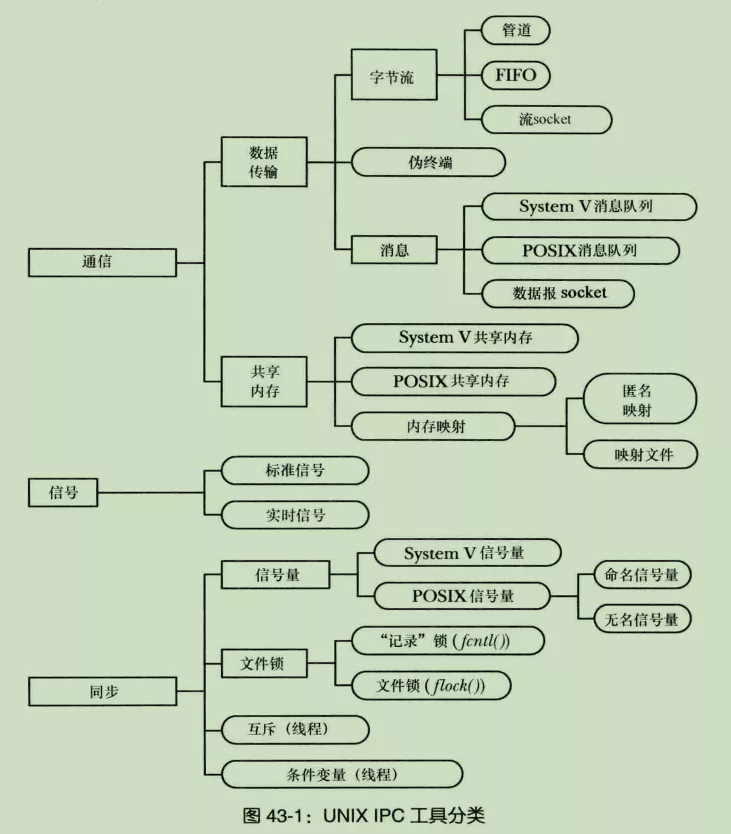 管道
字节流
FIFO
流socket
数据
传输
伪终端
System V消息队列
消息
POSIX消息队列
数据报 socket
通信
System V共享内存
共享
内存
POSIX共享内存
匿名
映射
内存映射
映射文件
标准信号
信号
实时信号
System V信号量
信号量
POSIX信号量
命名信号量
无名信号量
“记录”锁 (fcntl())
文件锁
文件锁 (flock())
同步
互斥（线程）
条件变量（线程）
图 43-1：UNIX IPC 工具分类